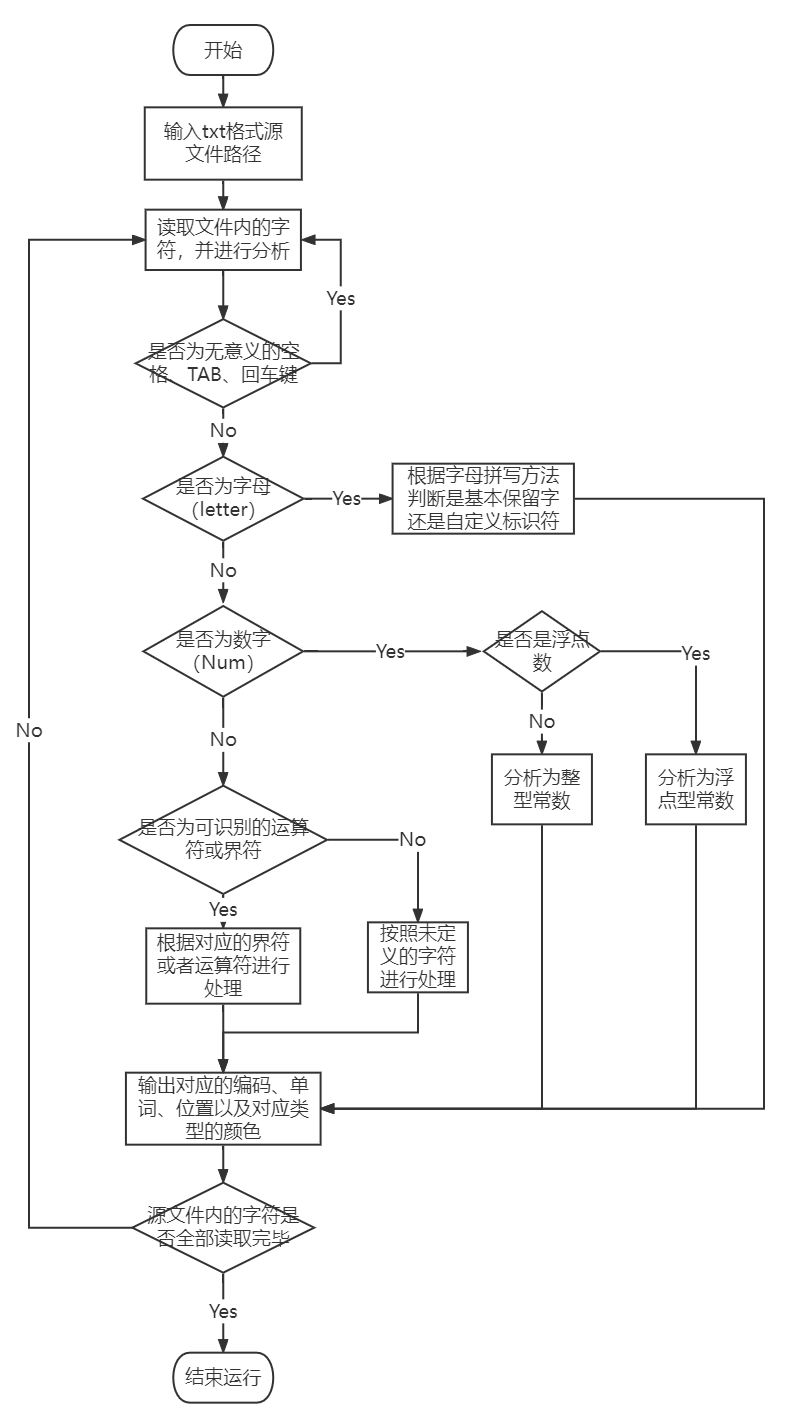 开始
输入txt格式源
文件路径
读取文件内的字
符，并进行分析
Yes
是否为无意义的空
格、TAB、回车键
No
是否为字母
（letter）
Yes
根据字母拼写方法
判断是基本保留字
还是自定义标识符
No
是否为数字
（Num）
Yes
是否是浮点
数
Yes
No
No
No
分析为整
型常数
分析为浮
点型常数
是否为可识别的运算
符或界符
No
Yes
根据对应的界符
或者运算符进行
处理
按照未定
义的字符
进行处理
输出对应的编码、单
词、位置以及对应类
型的颜色
源文件内的字符是
否全部读取完毕
Yes
结束运行